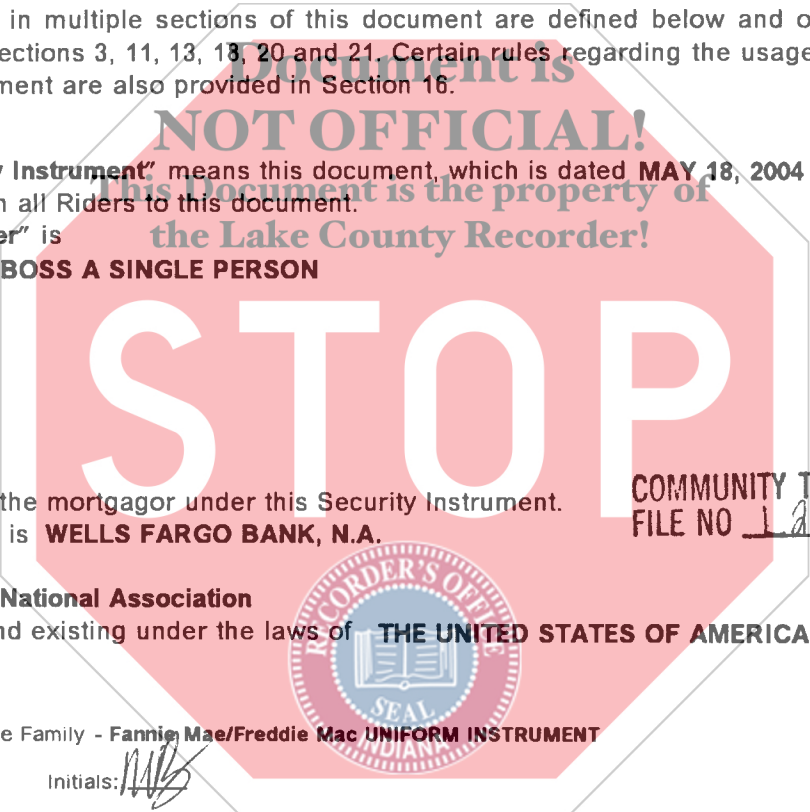 in multiple sections of this document are defined below and o
ections 3, 11, 13, 18, 20 and 21. Certain rules regarding the usage
ment are also provided in Section 16.
Document is
NOT OFFICIAL!
This Document is the property of
the Lake County Recorder!
y Instrument" means this document, which is dated MAY 18, 2004
n all Riders to this document.
er" is
BOSS A SINGLE PERSON
STOP
the mortgagor under this Security Instrument.
is WELLS FARGO BANK, N.A.
COMMUNITY T
FILE NO 12
National Association
nd existing under the laws of THE UNITED STATES OF AMERICA
RECORDER'S OFFICE
SEAL
INDIANA
e Family - Fannie Mae/Freddie Mac UNIFORM INSTRUMENT
Initials: